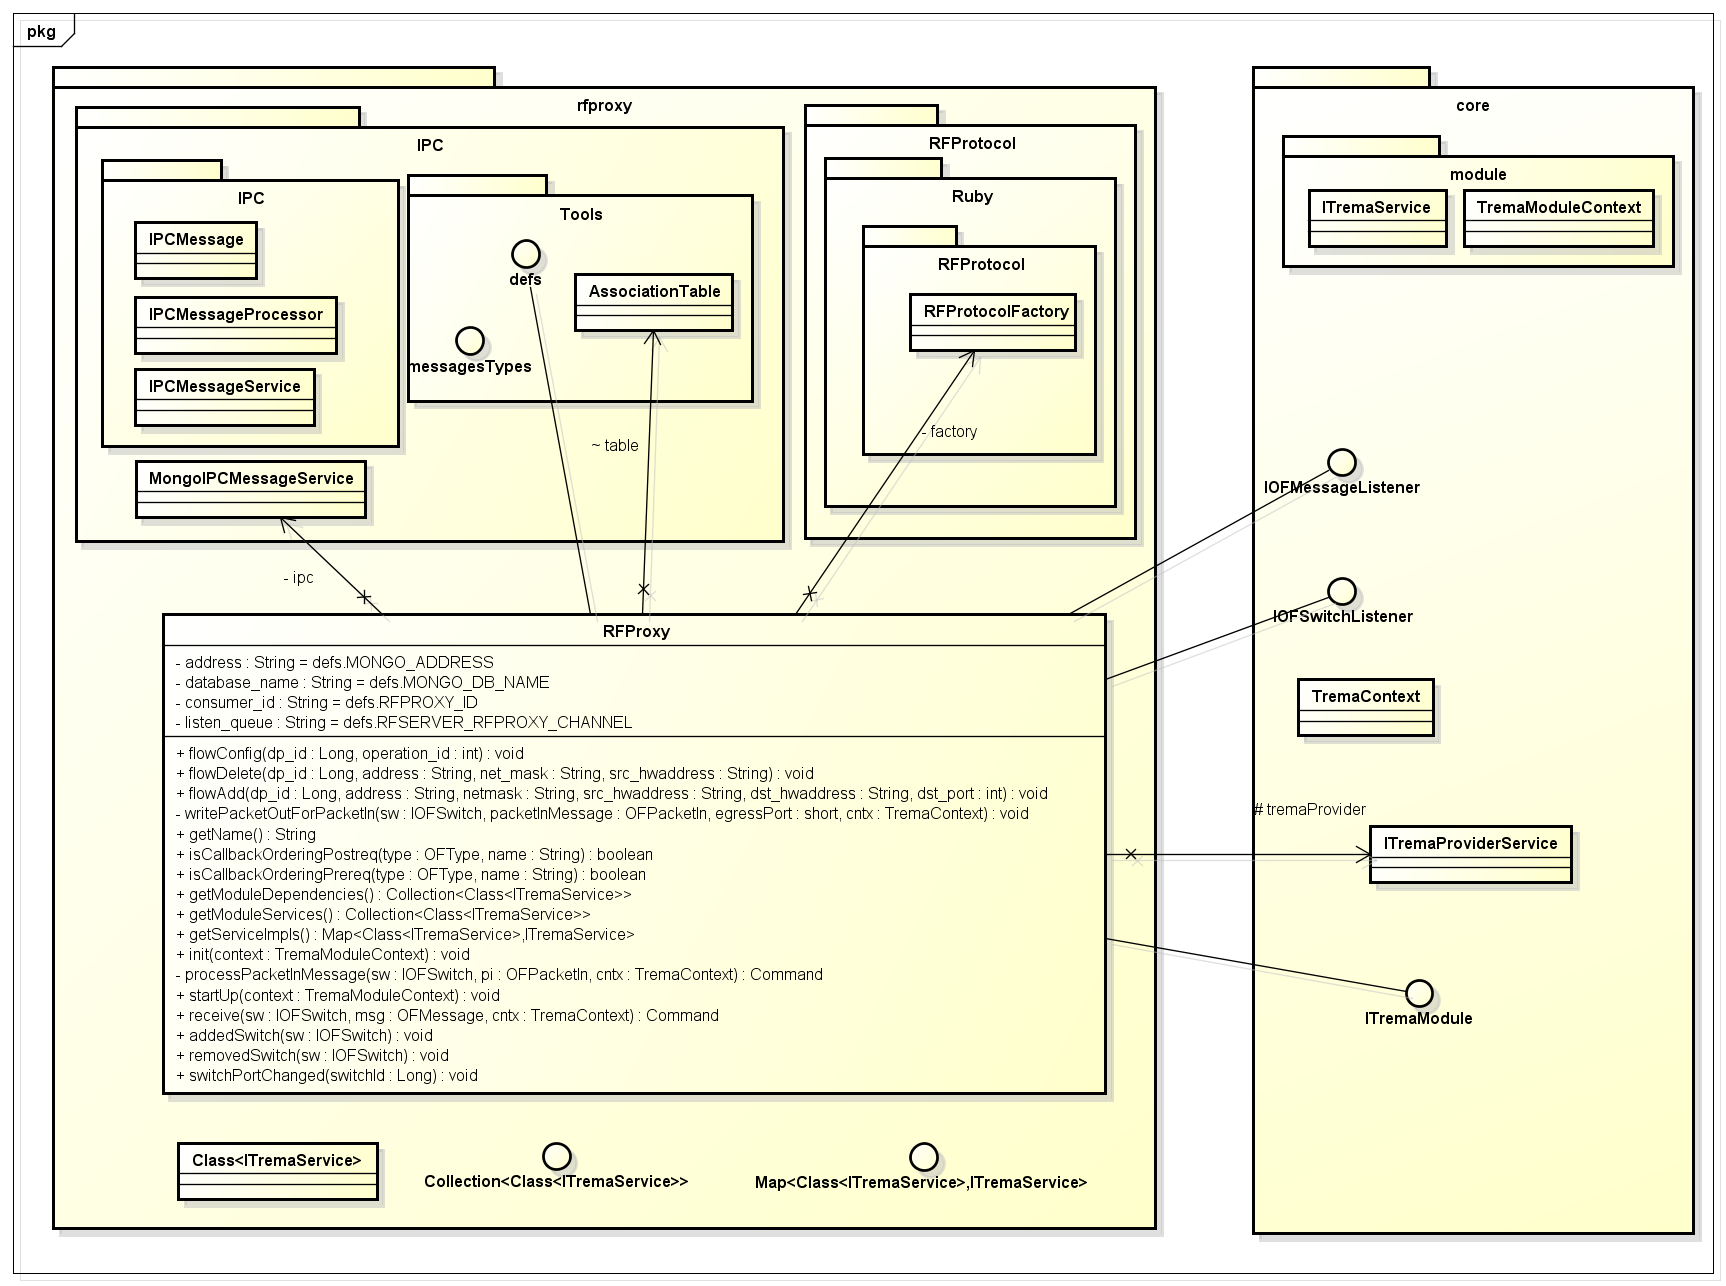 pkg
rfproxy
IPC
IPC
IPCMessage
IPCMessageProcessor
IPCMessageService
MongoIPCMessageService
Tools
defs
AssociationTable
messagesTypes
RFProtocol
Ruby
RFProtocol
RFProtocolFactory
~ table
- factory
- ipc
RFProxy
- address : String = defs.MONGO_ADDRESS
- database_name : String = defs.MONGO_DB_NAME
- consumer_id : String = defs.RFPROXY_ID
- listen_queue : String = defs.RFSERVER_RFPROXY_CHANNEL
+ flowConfig(dp_id : Long, operation_id : int) : void
+ flowDelete(dp_id : Long, address : String, net_mask : String, src_hwaddress : String) : void
+ flowAdd(dp_id : Long, address : String, netmask : String, src_hwaddress : String, dst_hwaddress : String, dst_port : int) : void
- writePacketOutForPacketIn(sw : IOFSwitch, packetInMessage : OFPacketIn, egressPort : short, cntx : TremaContext) : void
+ getName() : String
+ isCallbackOrderingPostreq(type : OFType, name : String) : boolean
+ isCallbackOrderingPrereq(type : OFType, name : String) : boolean
+ getModuleDependencies() : Collection<Class<ITremaService>>
+ getModuleServices() : Collection<Class<ITremaService>>
+ getServiceImpls() : Map<Class<ITremaService>,ITremaService>
+ init(context : TremaModuleContext) : void
- processPacketInMessage(sw : IOFSwitch, pi : OFPacketIn, cntx : TremaContext) : Command
+ startUp(context : TremaModuleContext) : void
+ receive(sw : IOFSwitch, msg : OFMessage, cntx : TremaContext) : Command
+ addedSwitch(sw : IOFSwitch) : void
+ removedSwitch(sw : IOFSwitch) : void
+ switchPortChanged(switchId : Long) : void
Class<ITremaService>
Collection<Class<ITremaService>>
Map<Class<ITremaService>,ITremaService>
core
module
ITremaService
TremaModuleContext
IOFMessageListener
IOFSwitchListener
TremaContext
# tremaProvider
ITremaProviderService
ITremaModule